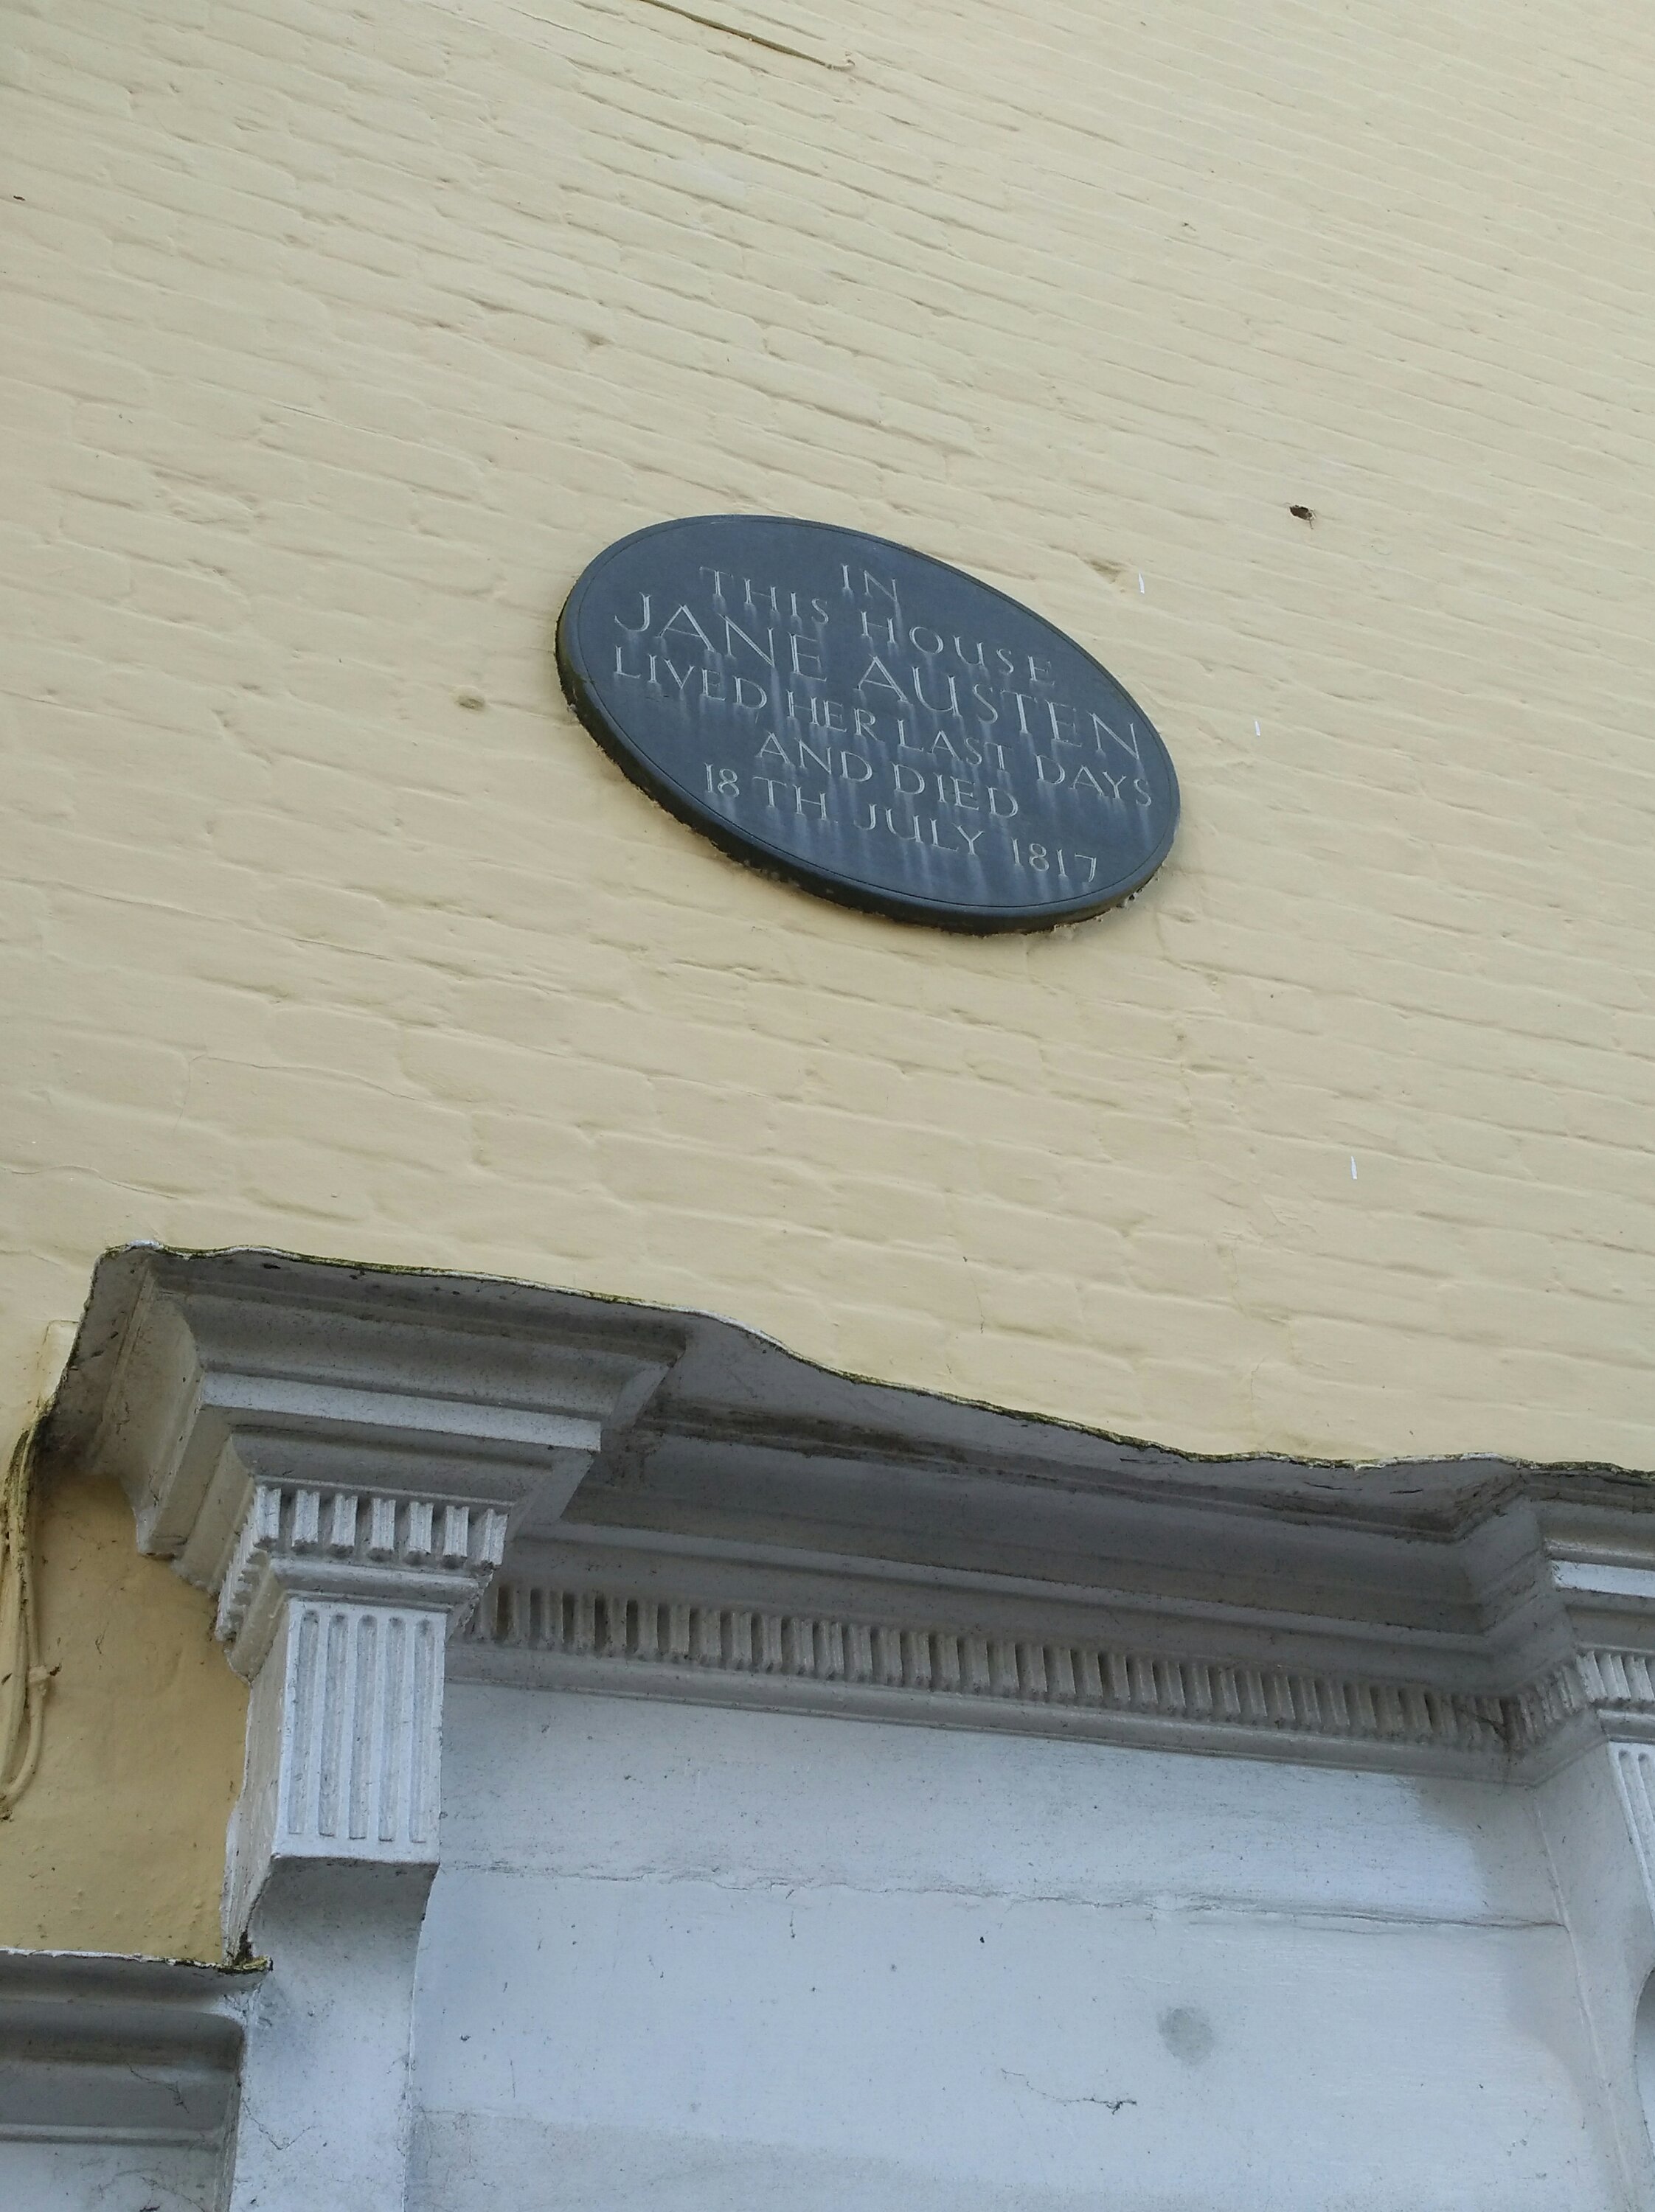 IN
THIS HOUSE
JANE AUSTEN
LIVED HER LAST DAYS
AND DIED
18 TH JULY 1817